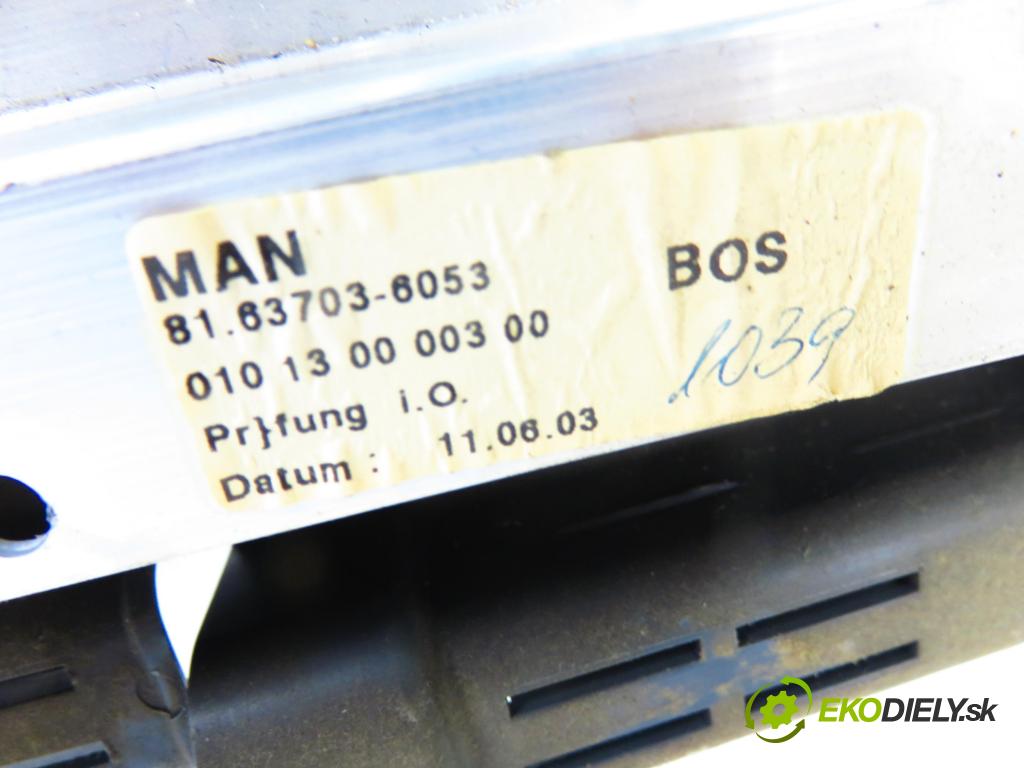 MAN
81.63703-6053
010 13 00 003 00
Pr}fung i.O.
Datum : 11.06.03
BOS
1039
EKODIELY.sk